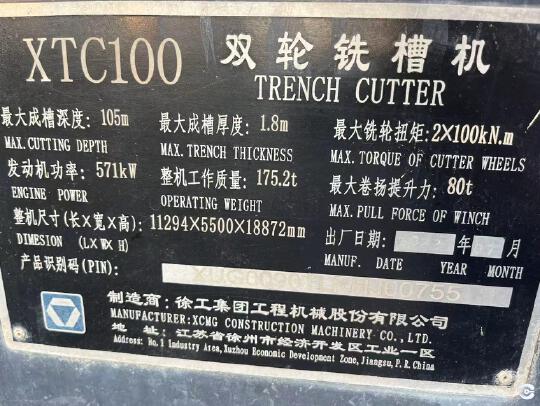 XTC100 双轮铣槽机
TRENCH CUTTER
最大成槽深度: 105m 最大成槽厚度: 1.8m 最大铣轮扭矩: 2X100kN.m
MAX.CUTTING DEPTH MAX. TRENCH THICKNESS MAX. TORQUE OF CUTTER WHEELS
发动机功率: 571kW 整机工作质量: 175.2t 最大卷扬提升力: 80t
ENGINE POWER OPERATING WEIGHT MAX. PULL FORCE OF WINCH
整机尺寸(长X宽X高): 11294X5500X18872mm 出厂日期: 年 月
DIMESION (LXWX H) MANUF. DATE YEAR MONTH
产品识别码(PIN):
制造商: 徐工集团工程机械股份有限公司
MANUFACTURER:XCMG CONSTRUCTION MACHINERY CO., LTD.
地 址: 江苏省徐州市经济开发区工业一区
Address: No.1 Industry Area, Xuzhou Economic Development Zone, Jiangsu, P.R. China